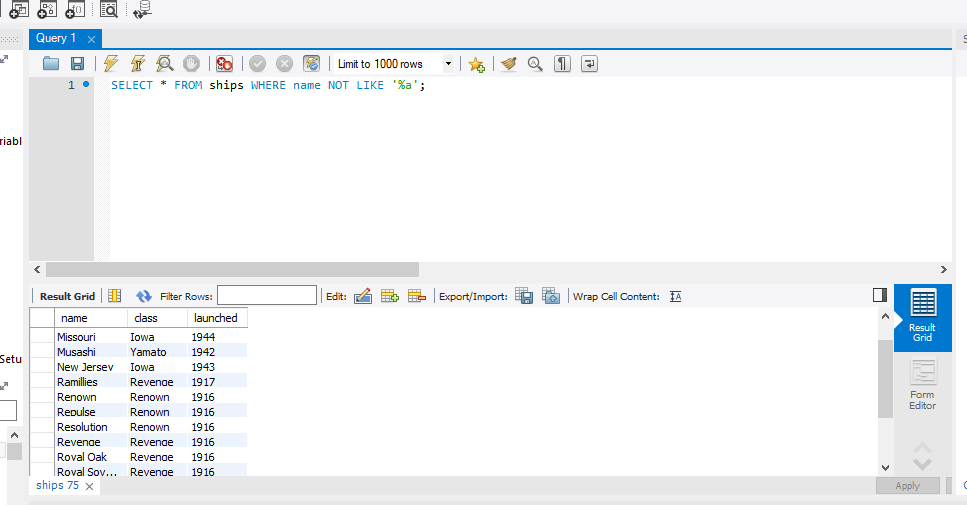 Query 1
Limit to 1000 rows
riabl
1 SELECT * FROM ships WHERE name NOT LIKE '%a';
Result Grid Filter Rows: Edit: Export/Import: Wrap Cell Content:
name class launched
Missouri Iowa 1944
Musashi Yamato 1942
New Jersey Iowa 1943
Ramillies Revenge 1917
Renown Renown 1916
Repulse Renown 1916
Resolution Renown 1916
Revenge Revenge 1916
Royal Oak Revenge 1916
Royal Sov... Revenge 1916
Setu
Result
Grid
Form
Editor
ships 75
Apply